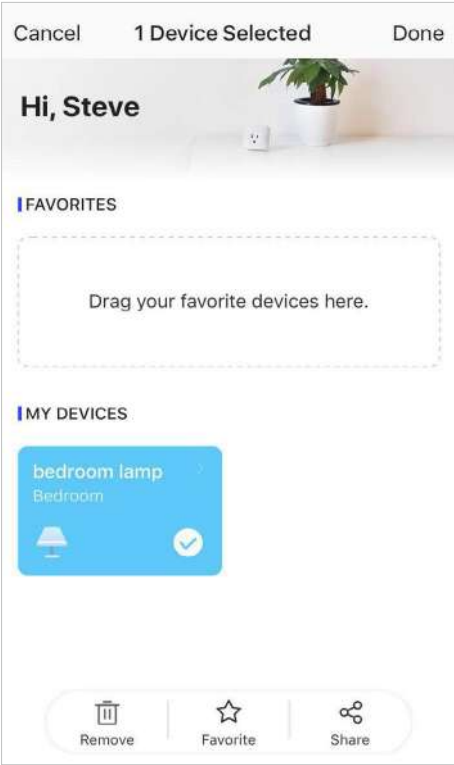 Cancel 1 Device Selected Done
Hi, Steve
FAVORITES
Drag your favorite devices here.
MY DEVICES
bedroom lamp
Bedroom
Remove Favorite Share